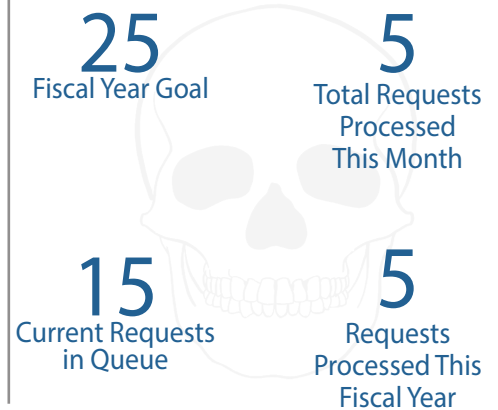 25
Fiscal Year Goal
5
Total Requests
Processed
This Month
15
Current Requests
in Queue
5
Requests
Processed This
Fiscal Year